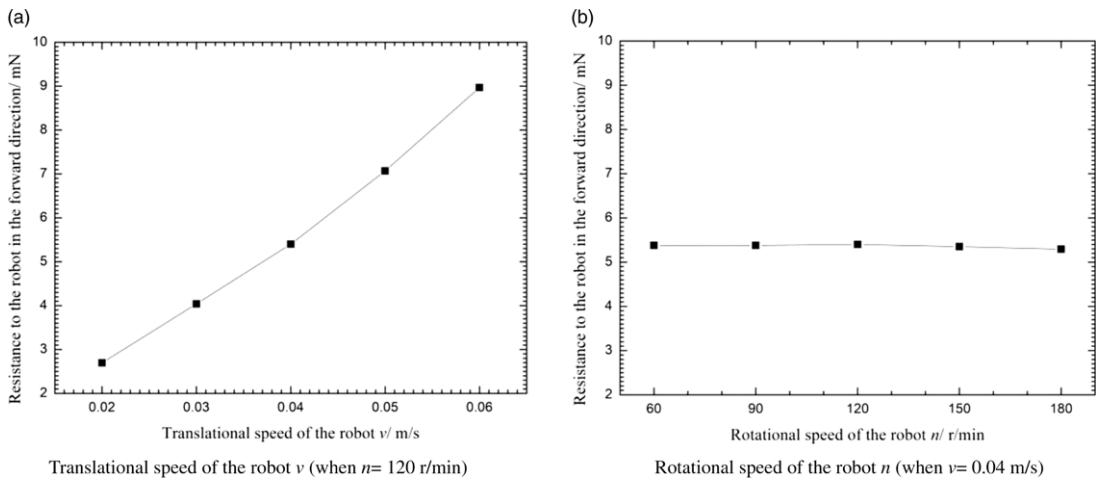 (a)
10
9
8
7
6
5
4
3
2
0.02 0.03 0.04 0.05 0.06
Resistance to the robot in the forward direction/ mN
Translational speed of the robot v/ m/s
Translational speed of the robot v (when n= 120 r/min)
(b)
10
9
8
7
6
5
4
3
2
60 90 120 150 180
Resistance to the robot in the forward direction/ mN
Rotational speed of the robot n/ r/min
Rotational speed of the robot n (when v= 0.04 m/s)